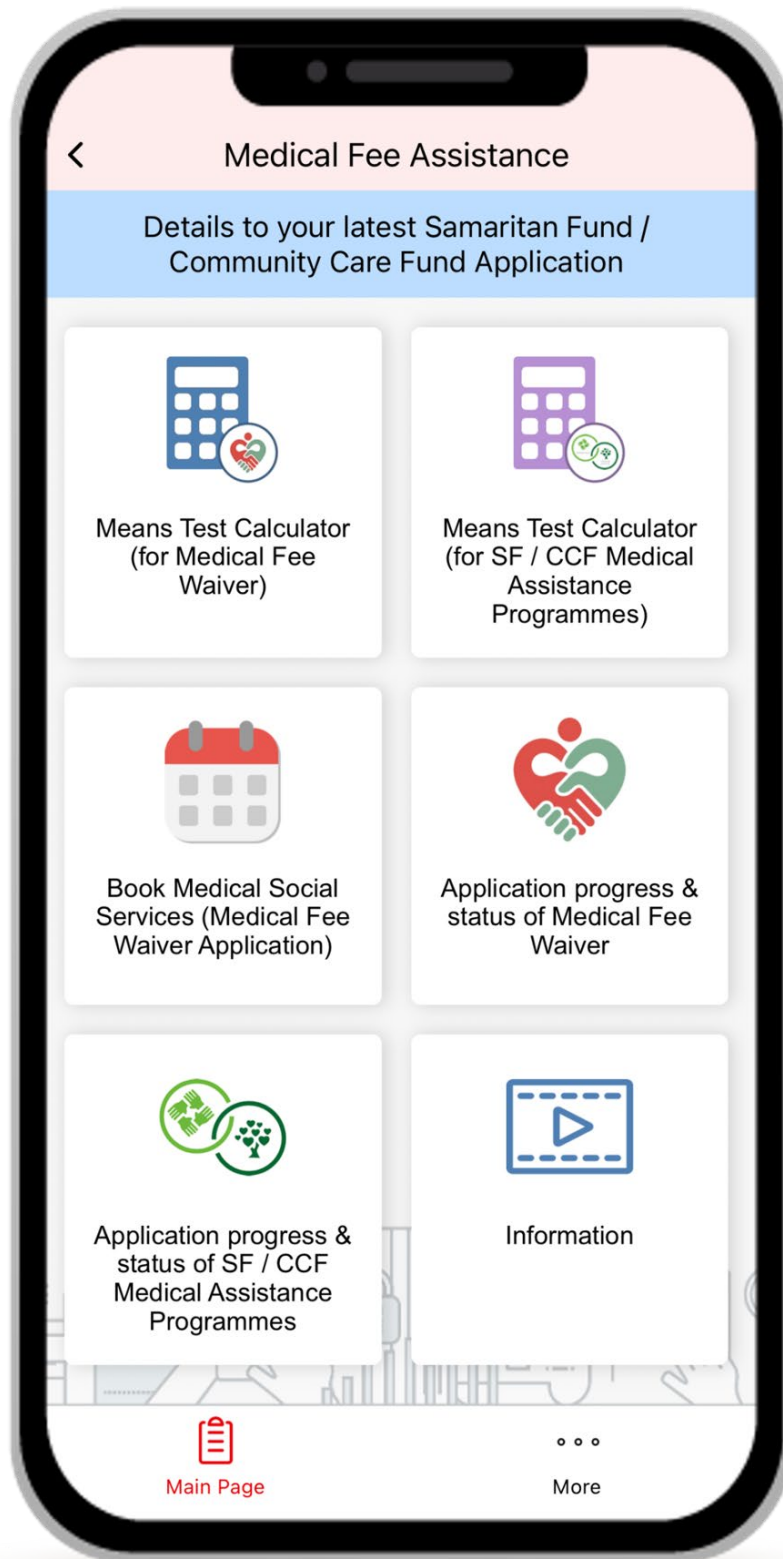 Medical Fee Assistance
Details to your latest Samaritan Fund /
Community Care Fund Application
Means Test Calculator
(for Medical Fee
Waiver)
Means Test Calculator
(for SF / CCF Medical
Assistance
Programmes)
Book Medical Social
Services (Medical Fee
Waiver Application)
Application progress &
status of Medical Fee
Waiver
Application progress &
status of SF / CCF
Medical Assistance
Programmes
Information
Main Page
More